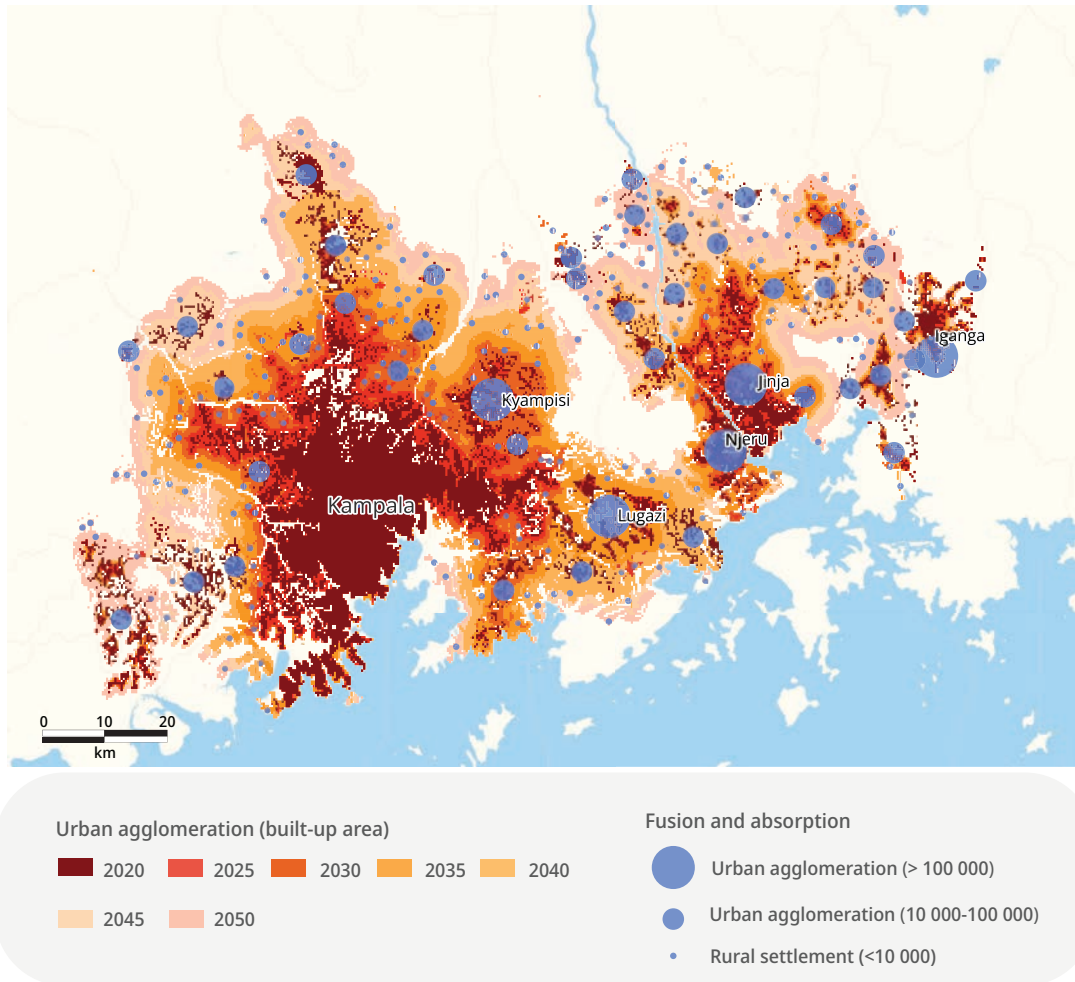 Iganga
Jinja
Kyampisi
Njeru
Kampala
Lugazi
0 10 20
km
Urban agglomeration (built-up area)
2020 2025 2030 2035 2040
2045 2050
Fusion and absorption
Urban agglomeration (> 100 000)
Urban agglomeration (10 000-100 000)
Rural settlement (<10 000)